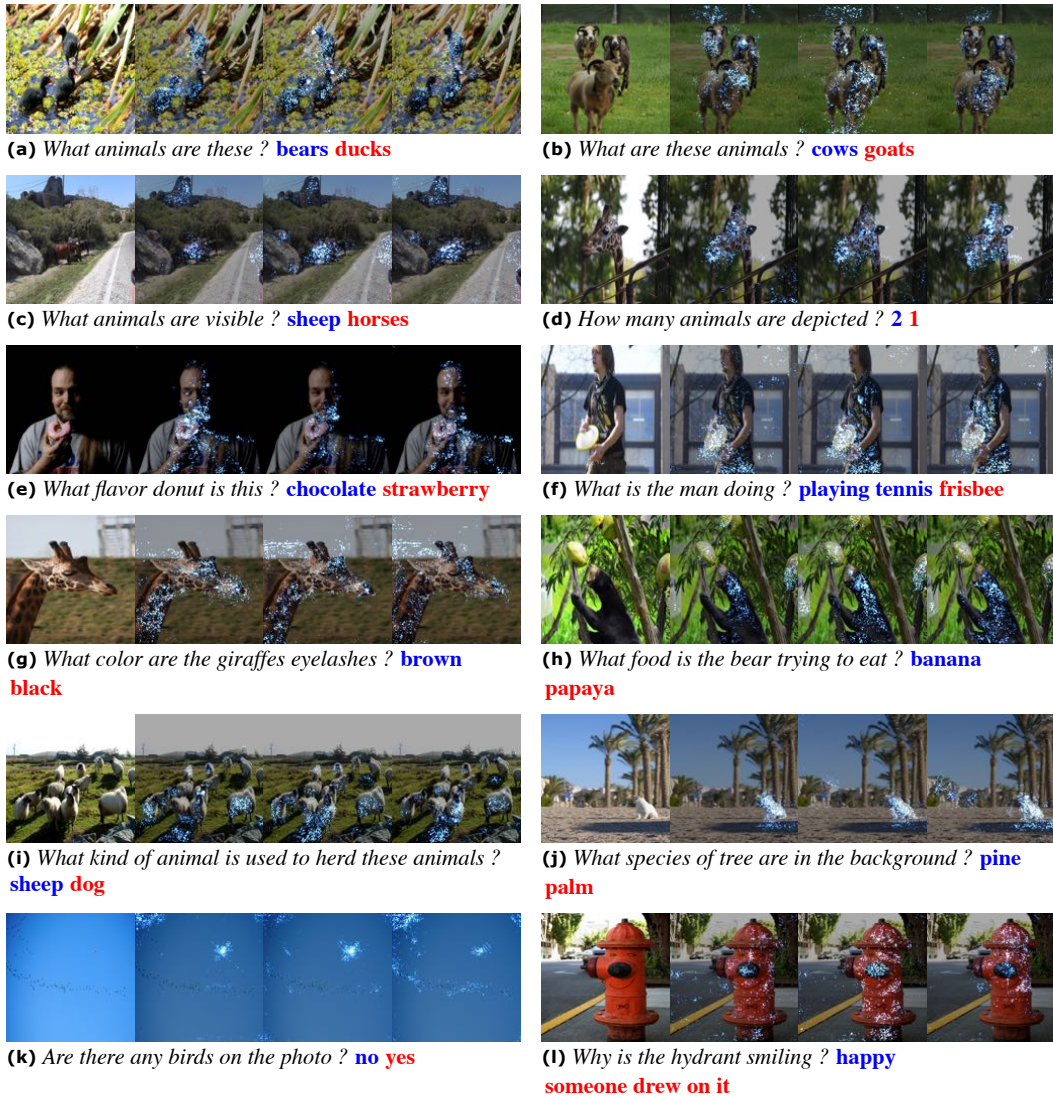 (a) What animals are these ? bears ducks
(b) What are these animals ? cows goats
(c) What animals are visible ? sheep horses
(d) How many animals are depicted ? 2 1
(e) What flavor donut is this ? chocolate strawberry
(f) What is the man doing ? playing tennis frisbee
(g) What color are the giraffes eyelashes ? brown
black
(h) What food is the bear trying to eat ? banana
papaya
(i) What kind of animal is used to herd these animals ?
sheep dog
(j) What species of tree are in the background ? pine
palm
(k) Are there any birds on the photo ? no yes
(l) Why is the hydrant smiling ? happy
someone drew on it